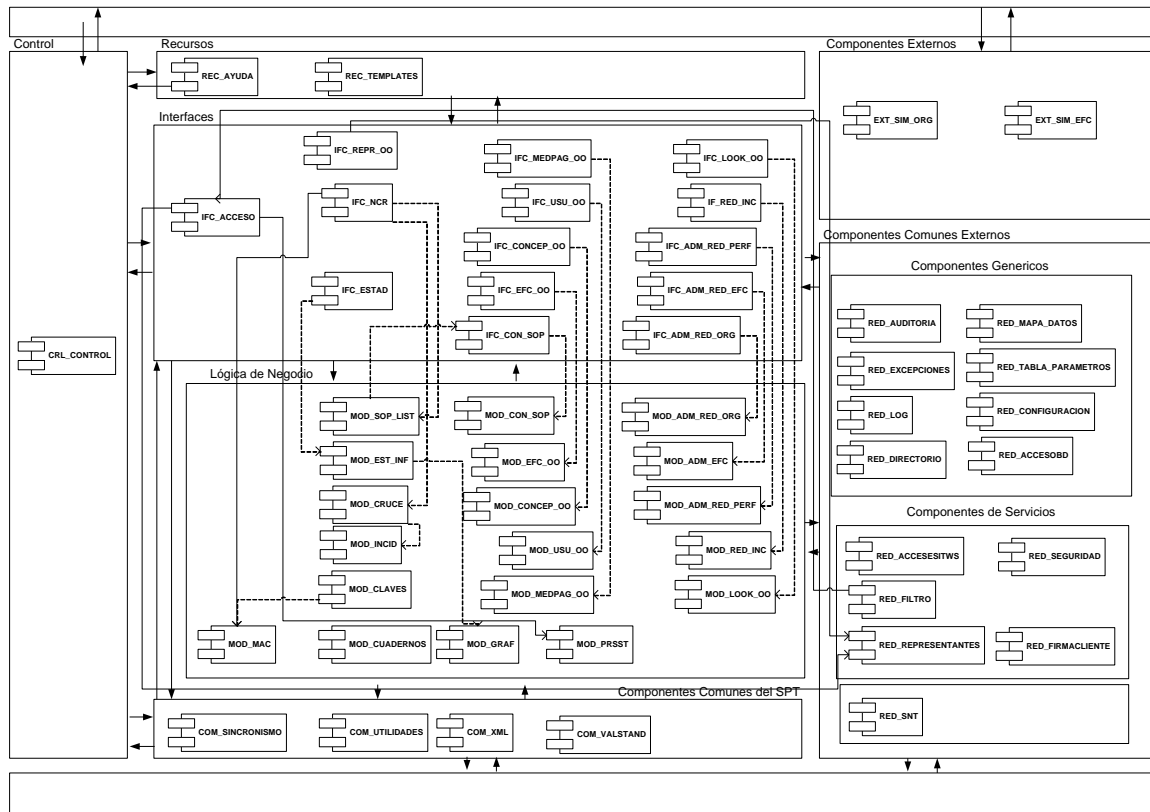 Control
Recursos
Componentes Externos
REC_AYUDA
REC_TEMPLATES
EXT_SIM_ORG
EXT_SIM_EFC
Interfaces
IFC_REPR_OO
IFC_MEDPAG_OO
IFC_LOOK_OO
IFC_ACCESO
IFC_NCR
IFC_USU_OO
IF_RED_INC
IFC_CONCEP_OO
IFC_ADM_RED_PERF
IFC_ESTAD
IFC_EFC_OO
IFC_ADM_RED_EFC
IFC_CON_SOP
IFC_ADM_RED_ORG
CRL_CONTROL
Componentes Comunes Externos
Componentes Genericos
RED_AUDITORIA
RED_MAPA_DATOS
RED_EXCEPCIONES
RED_TABLA_PARAMETROS
RED_LOG
RED_CONFIGURACION
RED_DIRECTORIO
RED_ACCESOBD
Lógica de Negocio
MOD_SOP_LIST
MOD_CON_SOP
MOD_ADM_RED_ORG
MOD_EST_INF
MOD_EFC_OO
MOD_ADM_EFC
MOD_CRUCE
MOD_CONCEP_OO
MOD_ADM_RED_PERF
MOD_INCID
MOD_USU_OO
MOD_RED_INC
MOD_CLAVES
MOD_MEDPAG_OO
MOD_LOOK_OO
MOD_MAC
MOD_CUADERNOS
MOD_GRAF
MOD_PRSST
Componentes de Servicios
RED_ACCESESITWS
RED_SEGURIDAD
RED_FILTRO
RED_REPRESENTANTES
RED_FIRMACLIENTE
RED_SNT
Componentes Comunes del SPT
COM_SINCRONISMO
COM_UTILIDADES
COM_XML
COM_VALSTAND